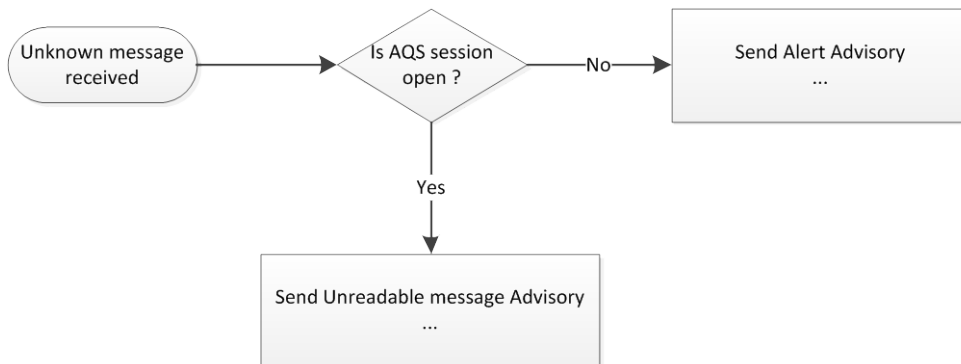 Unknown message
received
Is AQS session
open ?
No
Send Alert Advisory
...
Yes
Send Unreadable message Advisory
...